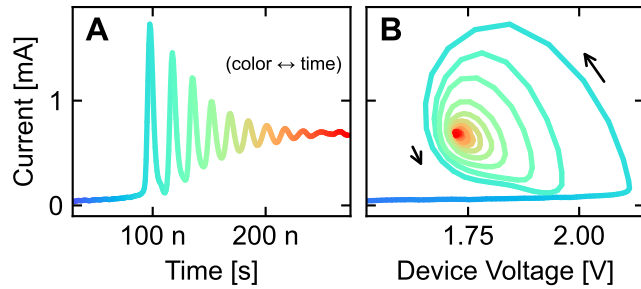 A
B
(color ↔ time)
Current [mA]
1
0
100 n
200 n
1.75
2.00
Time [s]
Device Voltage [V]